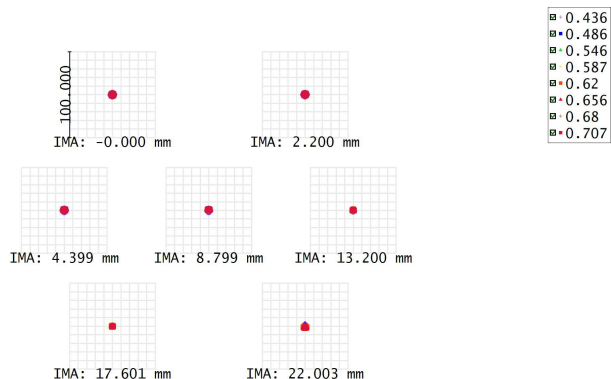 0.436
0.486
0.546
0.587
0.62
0.656
0.68
0.707
100.000
IMA: -0.000 mm
IMA: 2.200 mm
IMA: 4.399 mm
IMA: 8.799 mm
IMA: 13.200 mm
IMA: 17.601 mm
IMA: 22.003 mm